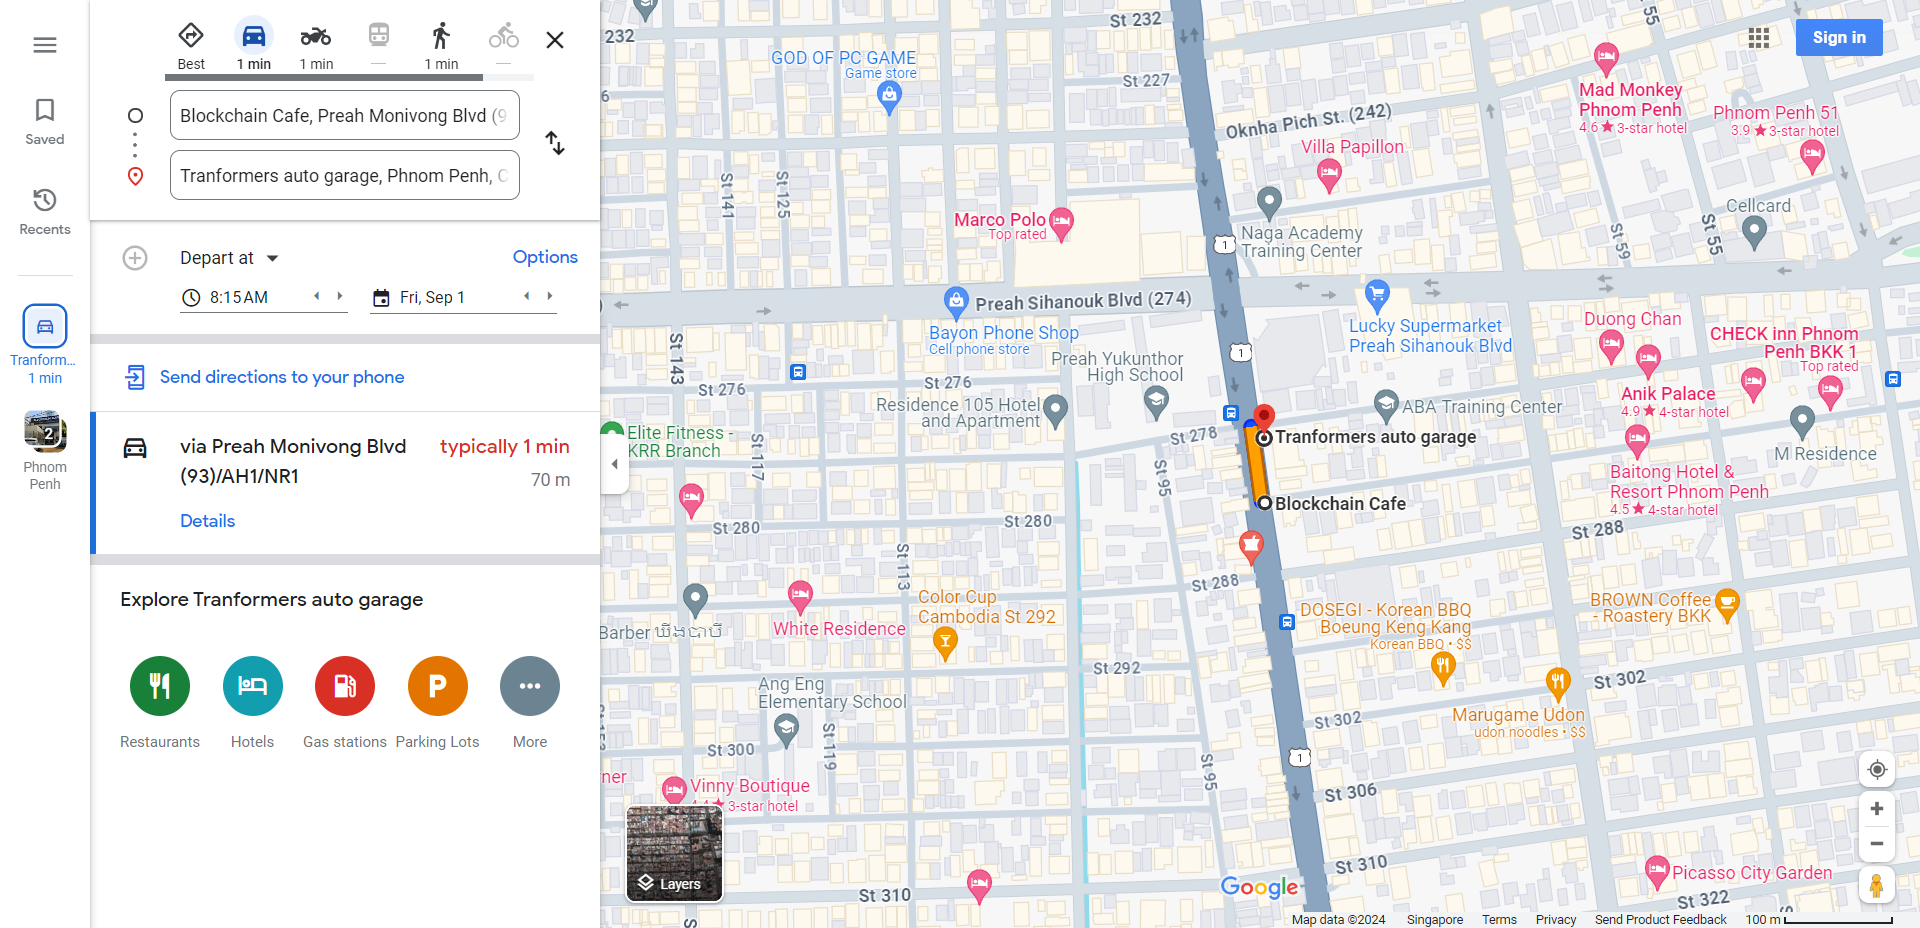 Saved
Recents
Tranform...
1 min
2
Phnom
Penh
Best
1 min
1 min
—
1 min
—
Blockchain Cafe, Preah Monivong Blvd (9
Tranformers auto garage, Phnom Penh, C
Depart at
Options
8:15 AM
Fri, Sep 1
Send directions to your phone
via Preah Monivong Blvd
(93)/AH1/NR1
typically 1 min
70 m
Details
Explore Tranformers auto garage
P
Restaurants
Hotels
Gas stations
Parking Lots
More
232
St 232
GOD OF PC GAME
Game store
St 227
Oknha Pich St. (242)
Villa Papillon
Mad Monkey
Phnom Penh
4.6★ 3-star hotel
Phnom Penh 51
3.9 ★ 3-star hotel
Sign in
55
6
St 141
St 125
Marco Polo
Top rated
Naga Academy
Training Center
Cellcard
St 59
St 55
1
Preah Sihanouk Blvd (274)
Bayon Phone Shop
Cell phone store
Lucky Supermarket
Preah Sihanouk Blvd
Duong Chan
CHECK inn Phnom
Penh BKK 1
Top rated
1
St 143
Preah Yukunthor
High School
St 276
St 276
Residence 105 Hotel
and Apartment
Anik Palace
4.9★ 4-star hotel
ABA Training Center
Elite Fitness -
KRR Branch
St 117
St 278
Tranformers auto garage
M Residence
St 95
Baitong Hotel &
Resort Phnom Penh
4.5★ 4-star hotel
Blockchain Cafe
St 280
St 280
St 288
St 113
St 288
Color Cup
Cambodia St 292
DOSEGI - Korean BBQ
Boeung Keng Kang
Korean BBQ • $$
BROWN Coffee
- Roastery BKK
White Residence
St 292
St 302
Ang Eng
Elementary School
St 302
Marugame Udon
udon noodles • $$
St 119
St 300
1
St 95
ner
Vinny Boutique
4.4★ 3-star hotel
St 306
St 310
St 310
Picasso City Garden
St 322
Layers
Google
Map data ©2024
Singapore
Terms
Privacy
Send Product Feedback
100 m